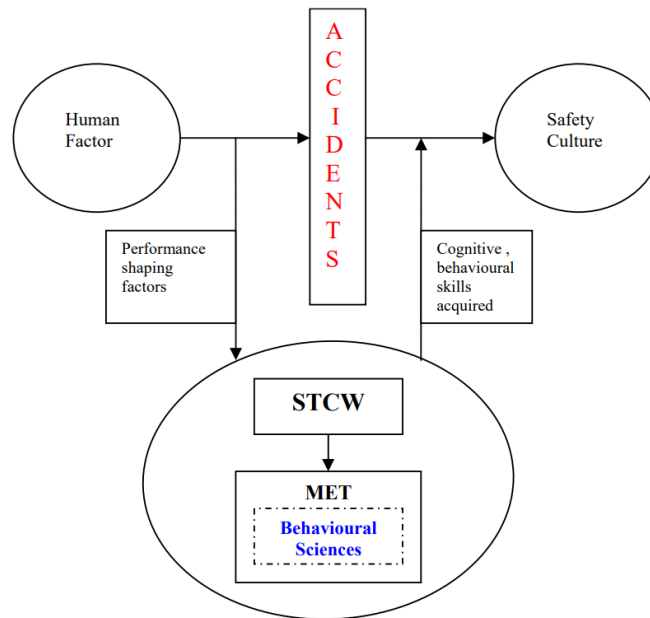 Human
Factor
A
C
C
I
D
E
N
T
S
Safety
Culture
Performance
shaping
factors
Cognitive ,
behavioural
skills
acquired
STCW
MET
Behavioural
Sciences